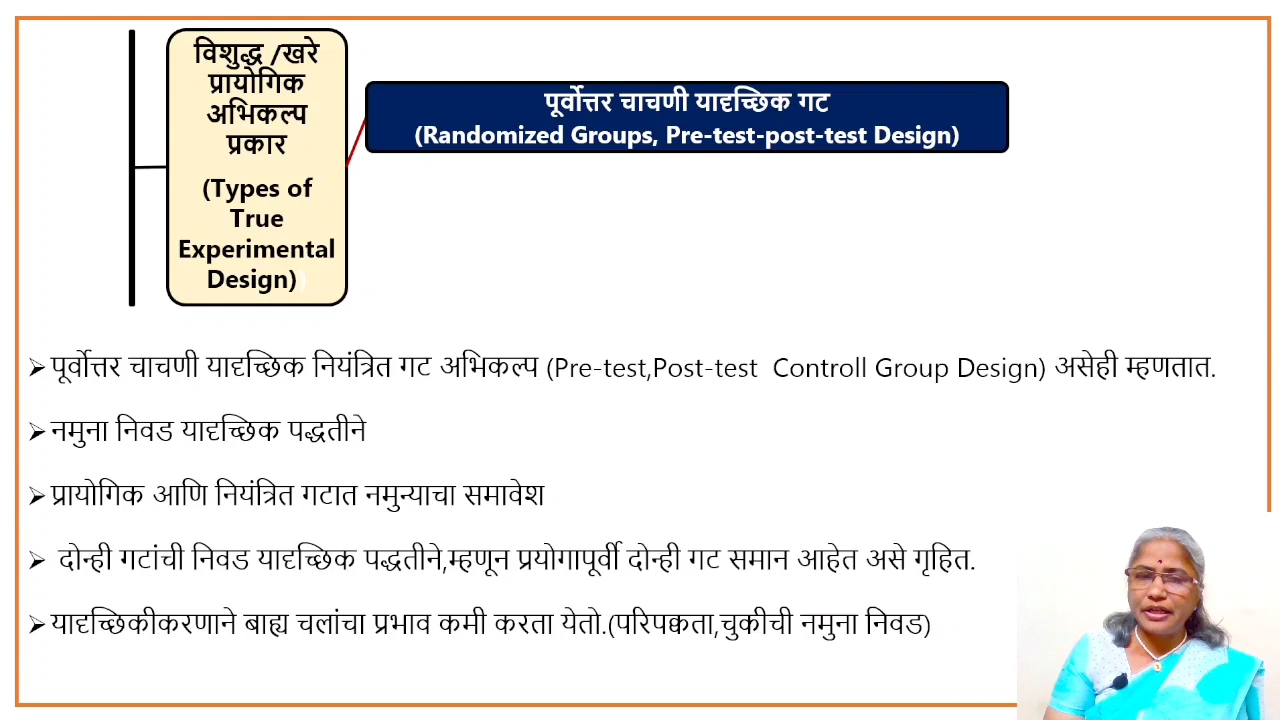 विशुद्ध /खरे
प्रायोगिक
अभिकल्प
प्रकार
(Types of
True
Experimental
Design))
पूर्वोत्तर चाचणी यादृच्छिक गट
(Randomized Groups, Pre-test-post-test Design)
➢ पूर्वोत्तर चाचणी यादृच्छिक नियंत्रित गट अभिकल्प (Pre-test,Post-test Controll Group Design) असेही म्हणतात.
➢ नमुना निवड यादृच्छिक पद्धतीने
➢ प्रायोगिक आणि नियंत्रित गटात नमुन्याचा समावेश
➢ दोन्ही गटांची निवड यादृच्छिक पद्धतीने,म्हणून प्रयोगापूर्वी दोन्ही गट समान आहेत असे गृहित.
➢ यादृच्छिकीकरणाने बाह्य चलांचा प्रभाव कमी करता येतो.(परिपक्वता,चुकीची नमुना निवड)